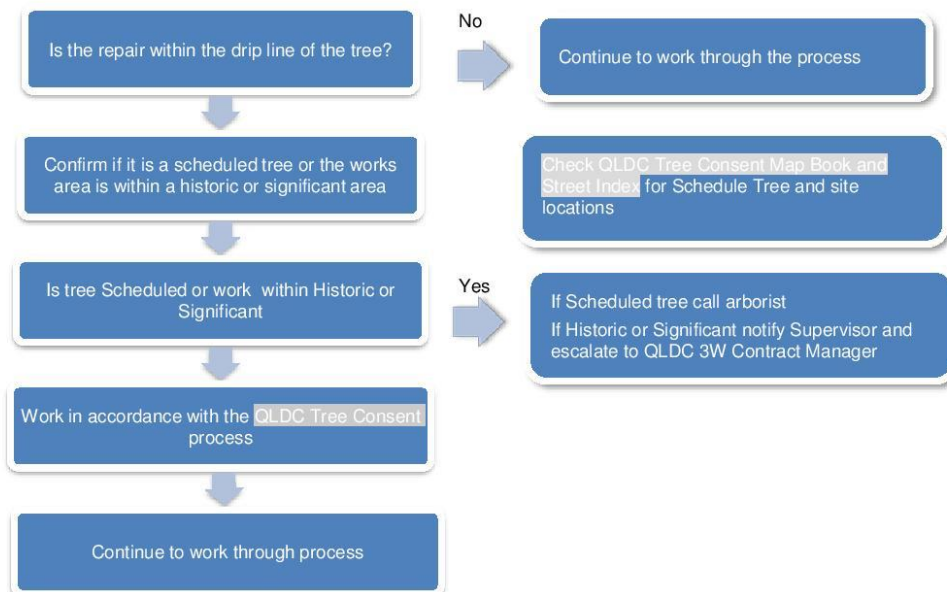 Is the repair within the drip line of the tree?
No
Continue to work through the process
Confirm if it is a scheduled tree or the works
area is within a historic or significant area
Check QLDC Tree Consent Map Book and
Street Index for Schedule Tree and site
locations
Is tree Scheduled or work within Historic or
Significant
Yes
If Scheduled tree call arborist
If Historic or Significant notify Supervisor and
escalate to QLDC 3W Contract Manager
Work in accordance with the QLDC Tree Consent
process
Continue to work through process